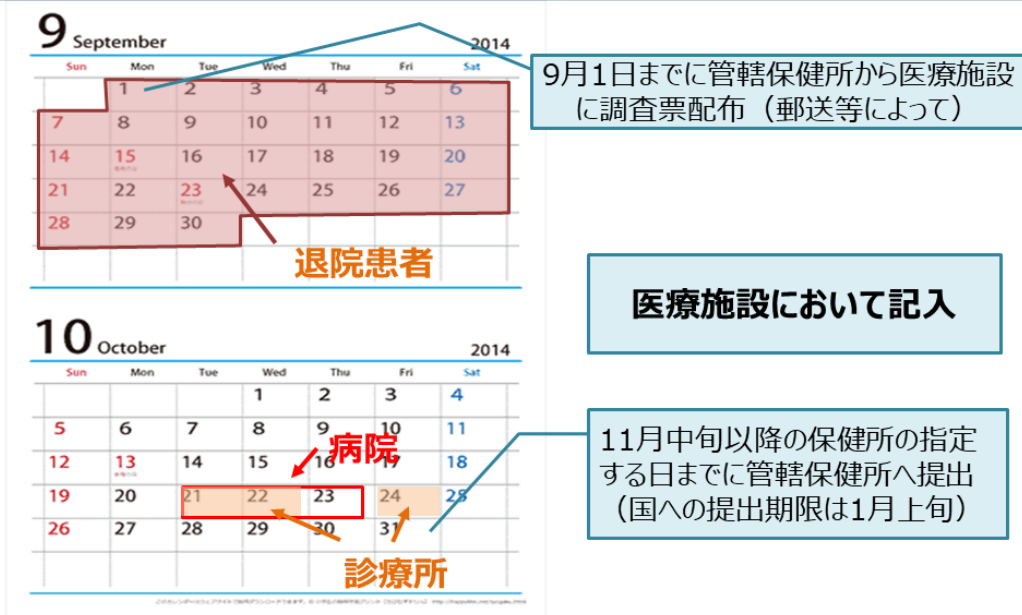 9 September 2014
Sun Mon Tue Wed Thu Fri Sat
1 2 3 4 5 6
7 8 9 10 11 12 13
14 15 16 17 18 19 20
21 22 23 24 25 26 27
28 29 30
退院患者
9月1日までに管轄保健所から医療施設
に調査票配布（郵送等によって）
医療施設において記入
10 October 2014
Sun Mon Tue Wed Thu Fri Sat
1 2 3 4
5 6 7 8 9 10 11
病院
12 13 14 15 16 17 18
19 20 21 22 23 24 25
26 27 28 29 30 31
診療所
11月中旬以降の保健所の指定
する日までに管轄保健所へ提出
（国への提出期限は1月上旬）